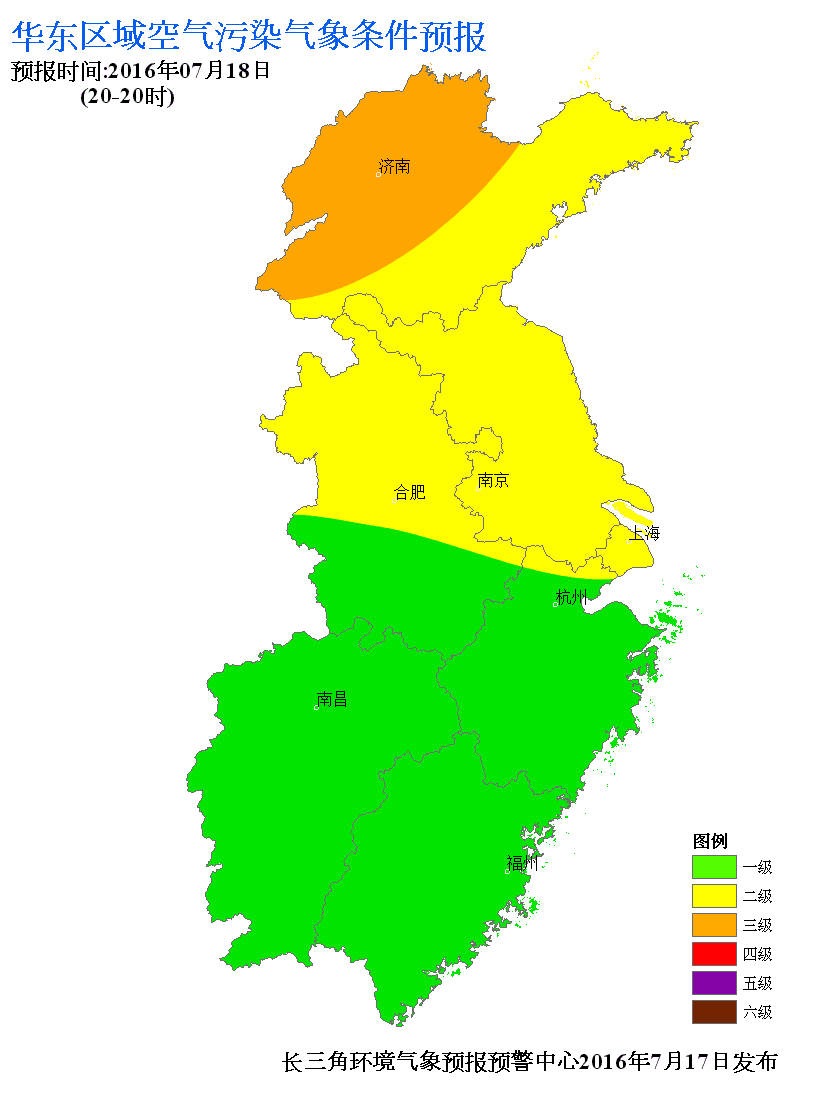 华东区域空气污染气象条件预报
预报时间:2016年07月18日
(20-20时)
济南
南京
合肥
上海
杭州
南昌
福州
图例
一级
二级
三级
四级
五级
六级
长三角环境气象预报预警中心2016年7月17日发布